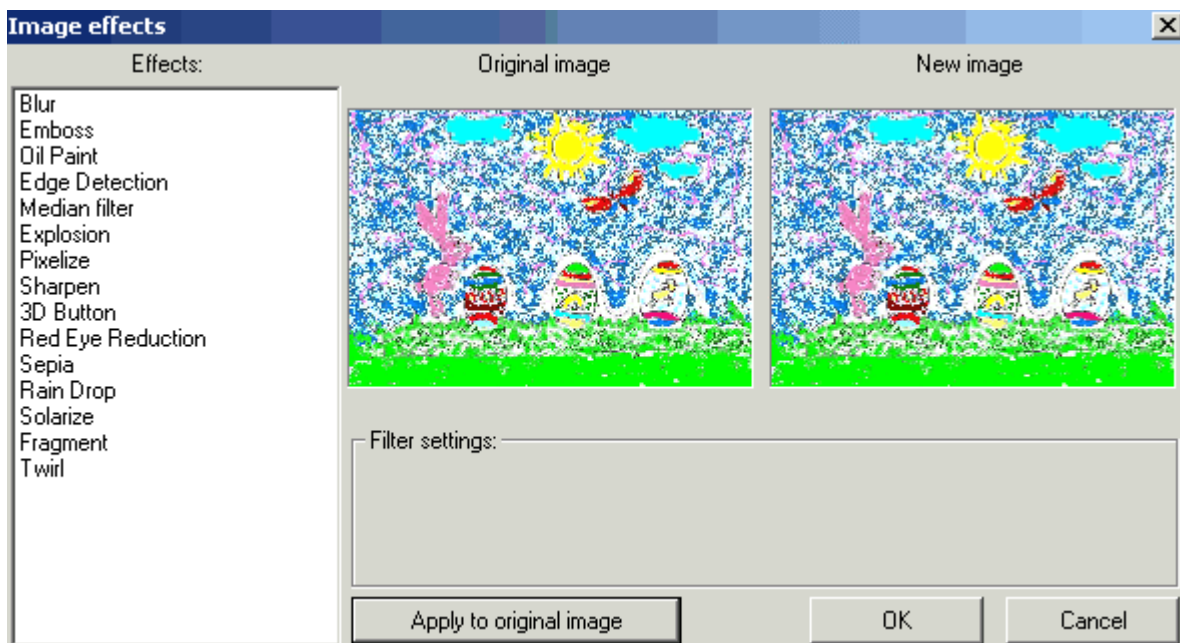 Image effects
Effects:
Original image
New image
Blur
Emboss
Oil Paint
Edge Detection
Median filter
Explosion
Pixelize
Sharpen
3D Button
Red Eye Reduction
Sepia
Rain Drop
Solarize
Fragment
Twirl
Filter settings:
Apply to original image
OK
Cancel